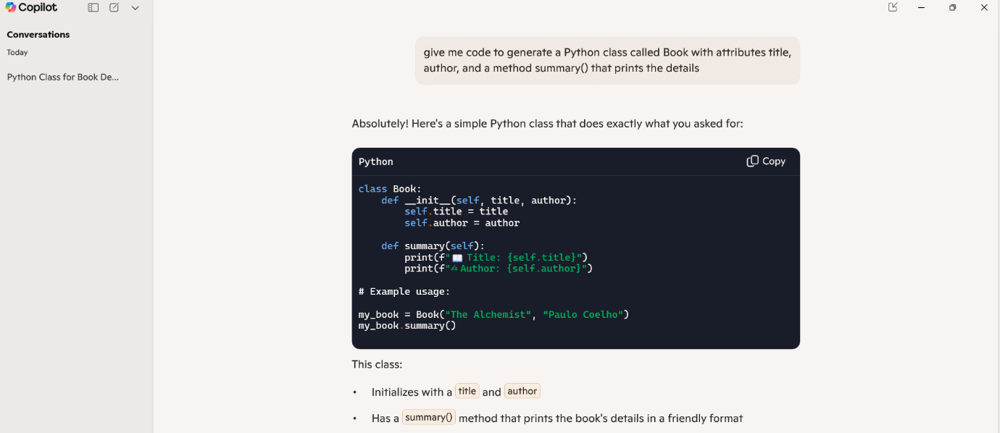 Copilot
Conversations
Today
Python Class for Book De...
give me code to generate a Python class called Book with attributes title,
author, and a method summary() that prints the details
Absolutely! Here's a simple Python class that does exactly what you asked for:
Python
Copy
class Book:
    def __init__(self, title, author):
        self.title = title
        self.author = author

    def summary(self):
        print(f"📖 Title: {self.title}")
        print(f"✍ Author: {self.author}")

# Example usage:

my_book = Book("The Alchemist", "Paulo Coelho")
my_book.summary()
This class:
• Initializes with a title and author
• Has a summary() method that prints the book's details in a friendly format